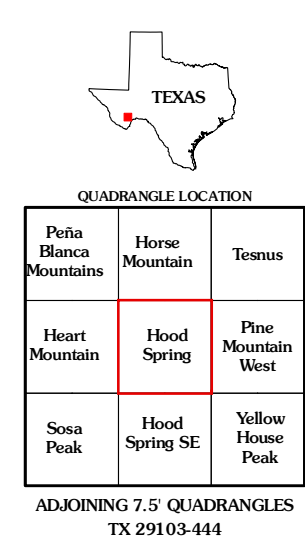 TEXAS
QUADRANGLE LOCATION
Peña
Blanca
Mountains
Horse
Mountain
Tesnus
Heart
Mountain
Hood
Spring
Pine
Mountain
West
Sosa
Peak
Hood
Spring SE
Yellow
House
Peak
ADJOINING 7.5' QUADRANGLES
TX 29103-444